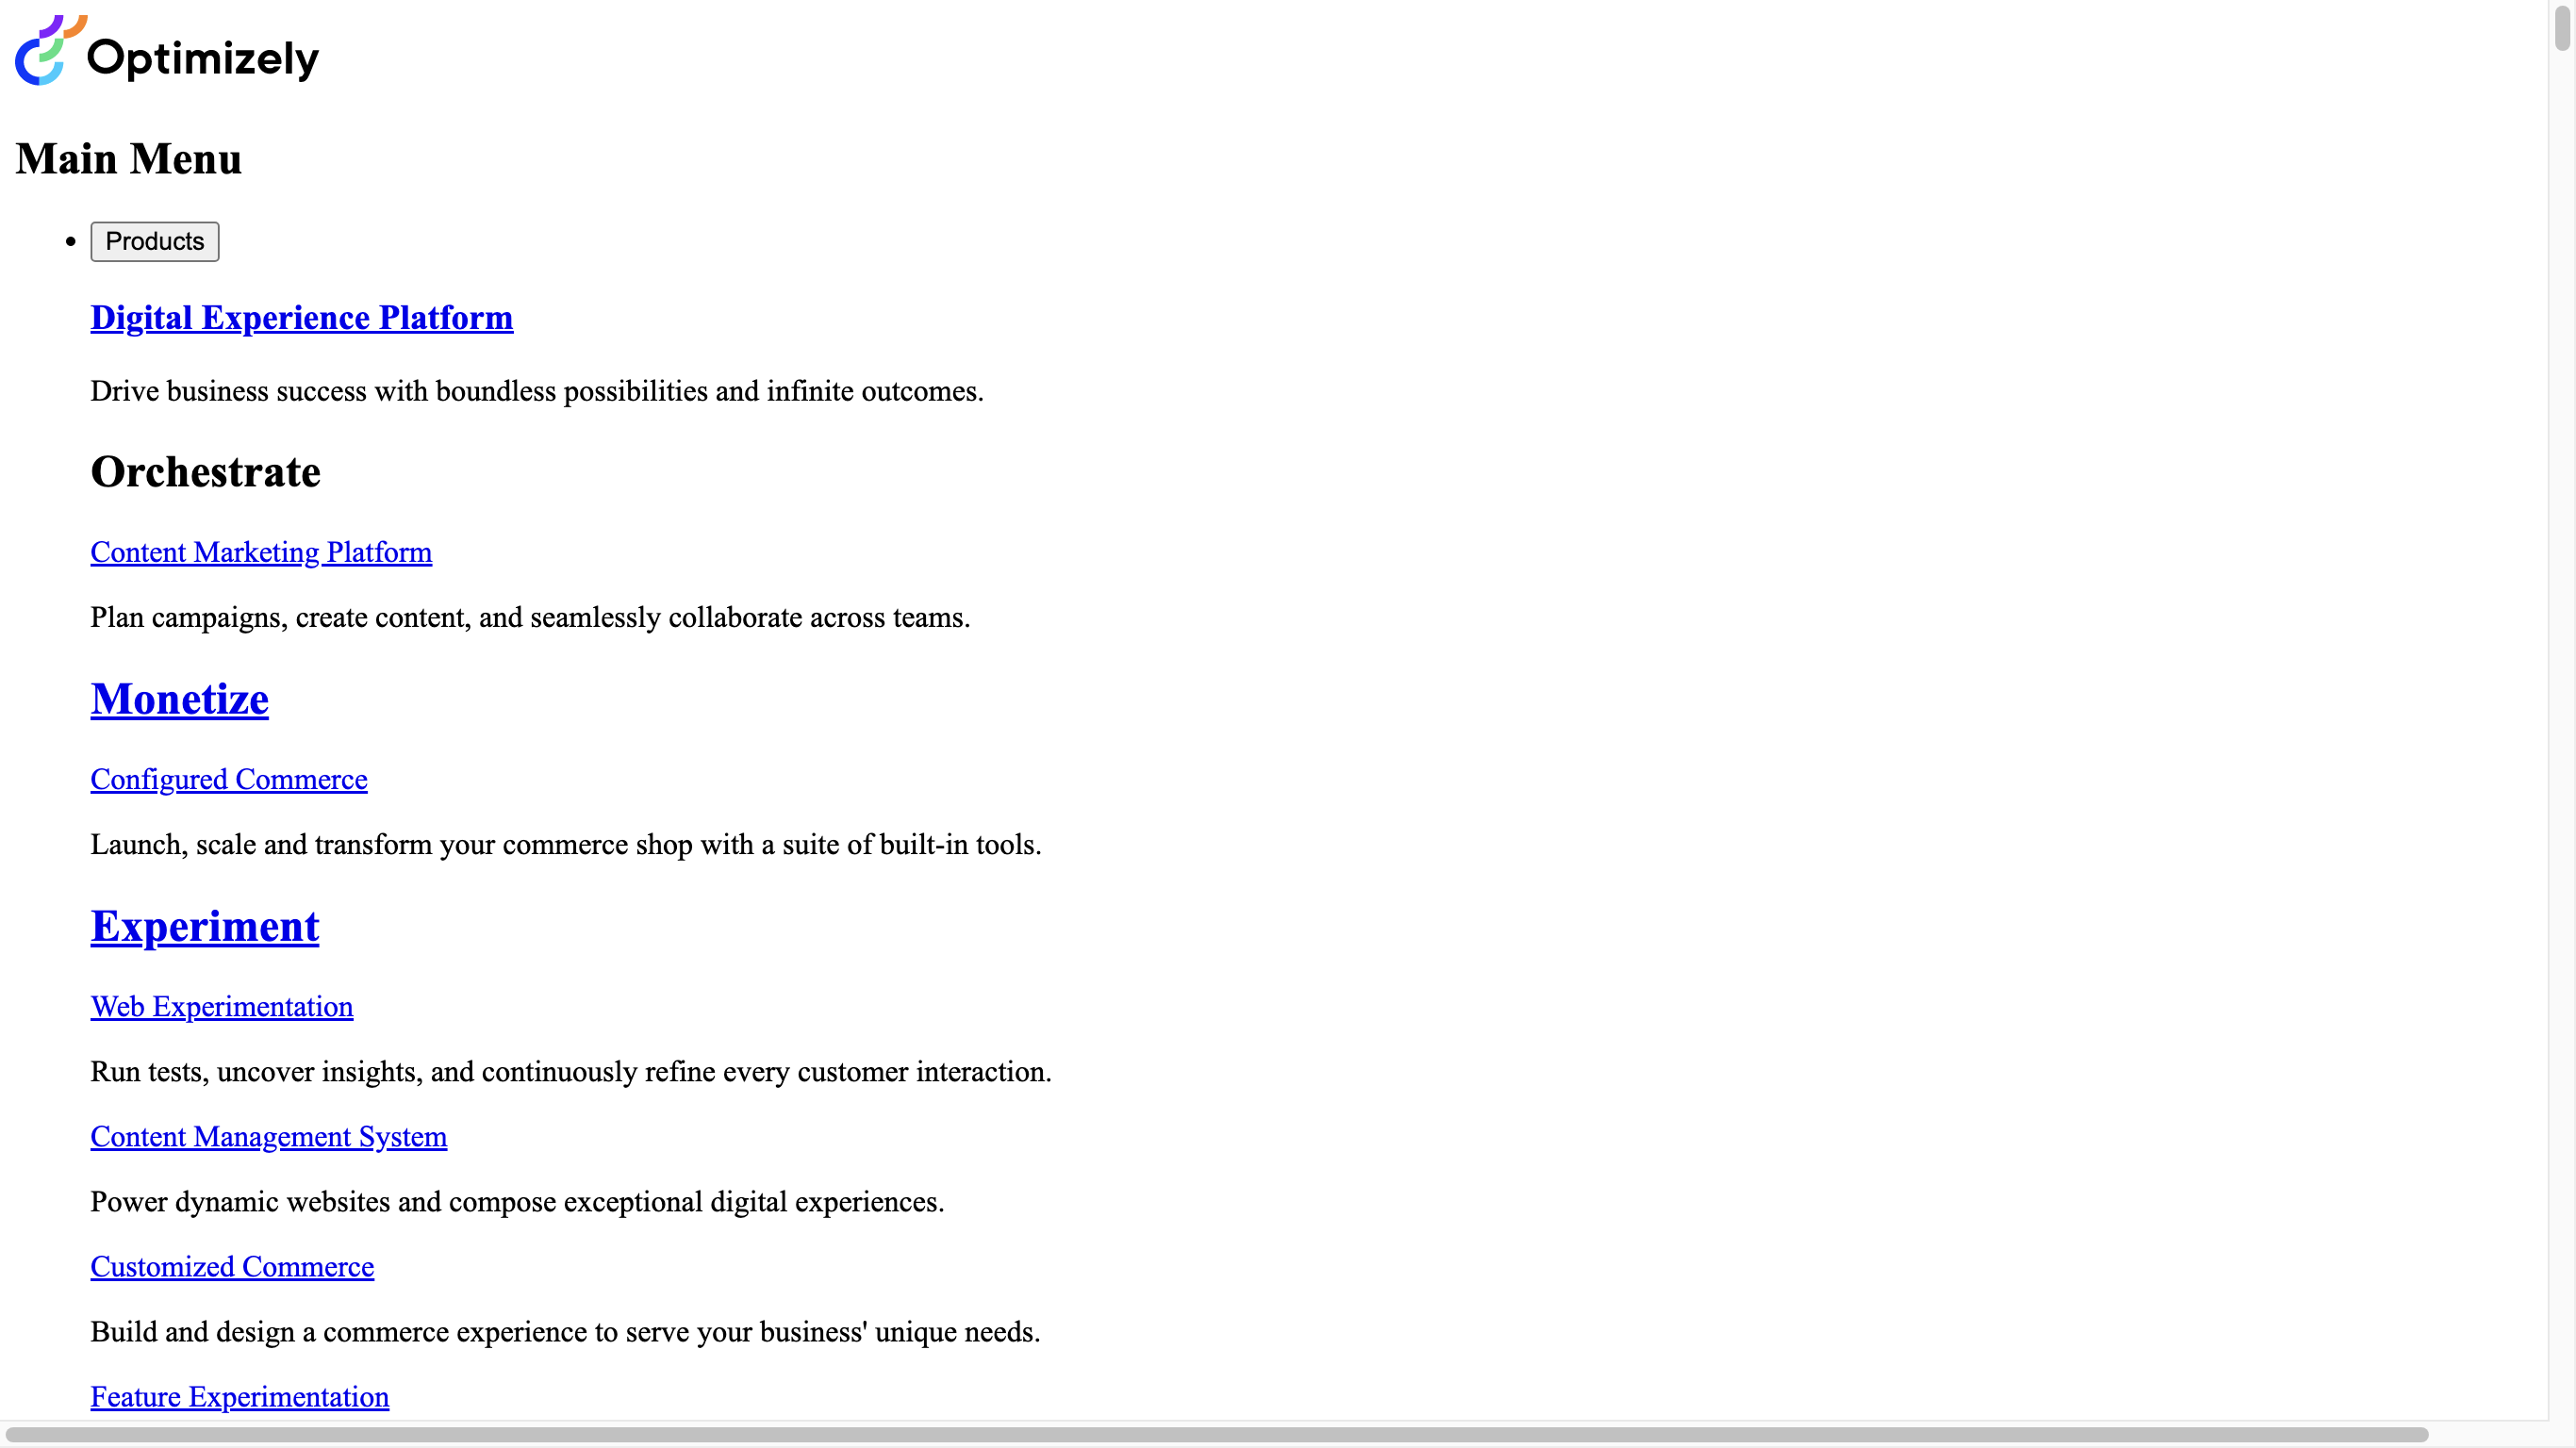 Optimizely
Main Menu
Products
Digital Experience Platform
Drive business success with boundless possibilities and infinite outcomes.
Orchestrate
Content Marketing Platform
Plan campaigns, create content, and seamlessly collaborate across teams.
Monetize
Configured Commerce
Launch, scale and transform your commerce shop with a suite of built-in tools.
Experiment
Web Experimentation
Run tests, uncover insights, and continuously refine every customer interaction.
Content Management System
Power dynamic websites and compose exceptional digital experiences.
Customized Commerce
Build and design a commerce experience to serve your business' unique needs.
Feature Experimentation